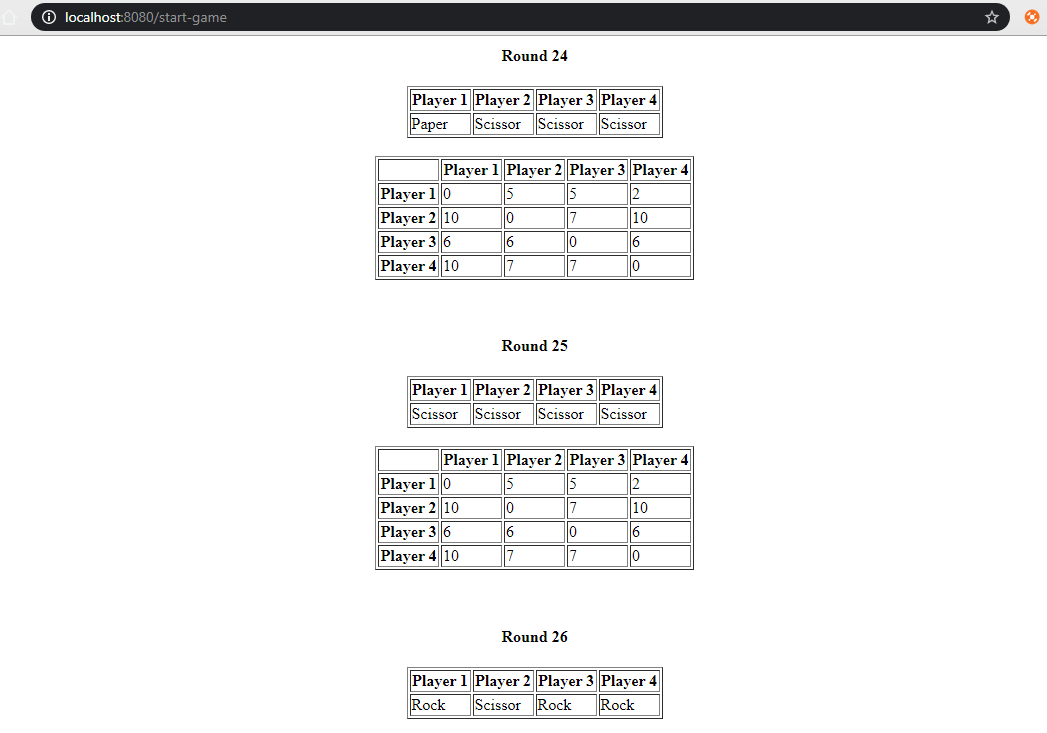 localhost:8080/start-game
Round 24
Player 1 Player 2 Player 3 Player 4
Paper Scissor Scissor Scissor
Player 1 Player 2 Player 3 Player 4
Player 1 0 5 5 2
Player 2 10 0 7 10
Player 3 6 6 0 6
Player 4 10 7 7 0
Round 25
Player 1 Player 2 Player 3 Player 4
Scissor Scissor Scissor Scissor
Player 1 Player 2 Player 3 Player 4
Player 1 0 5 5 2
Player 2 10 0 7 10
Player 3 6 6 0 6
Player 4 10 7 7 0
Round 26
Player 1 Player 2 Player 3 Player 4
Rock Scissor Rock Rock